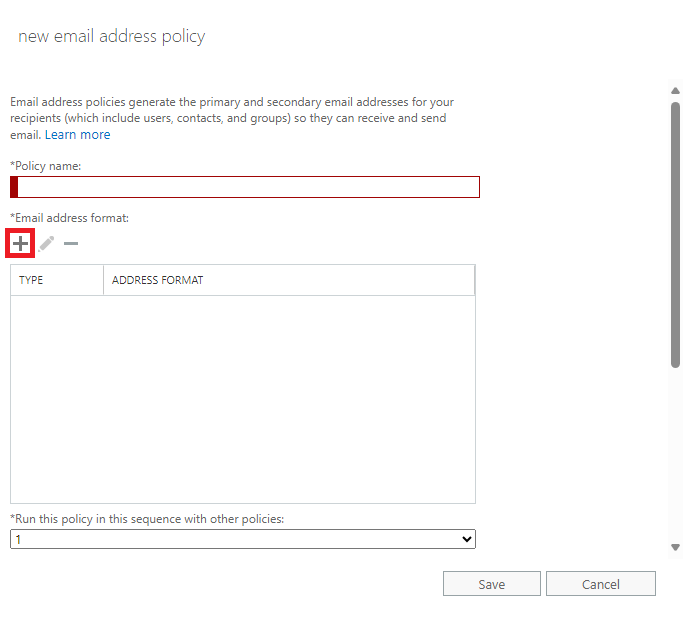 new email address policy
Email address policies generate the primary and secondary email addresses for your
recipients (which include users, contacts, and groups) so they can receive and send
email. Learn more
*Policy name:
*Email address format:
TYPE
ADDRESS FORMAT
*Run this policy in this sequence with other policies:
1
Save
Cancel